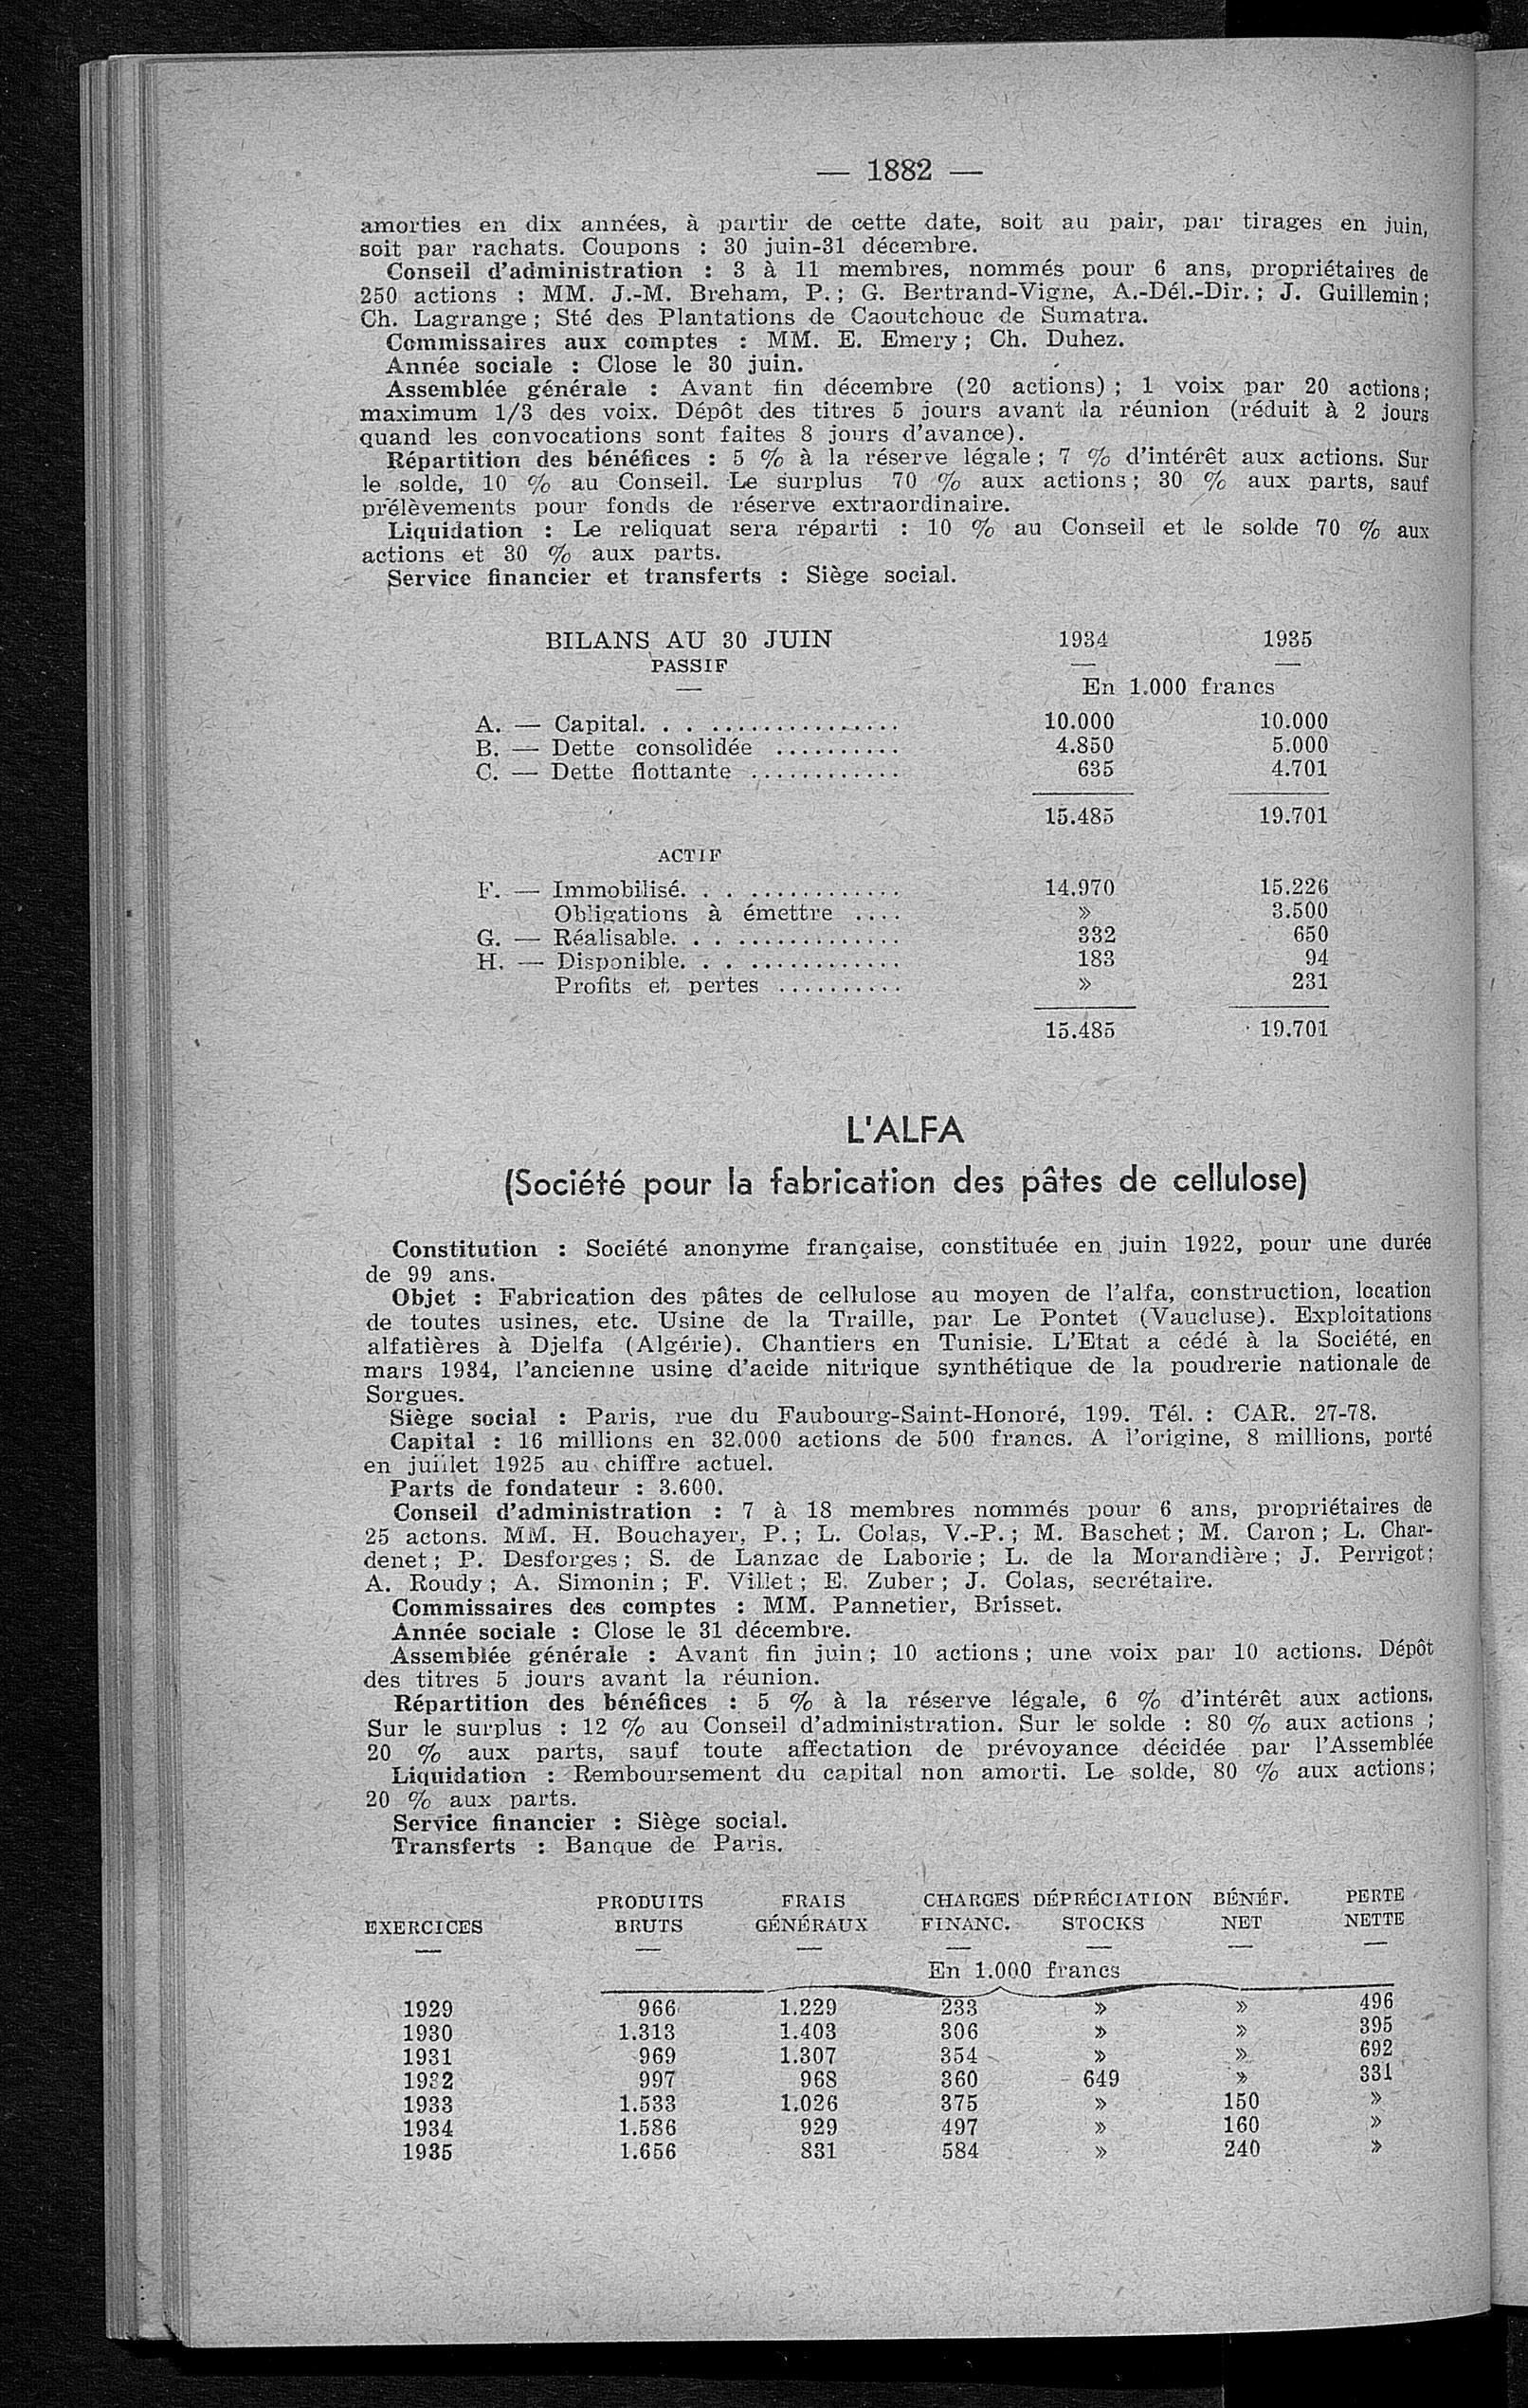 — 1882 —
amorties en dix années, à partir de cette date, soit au pair, par tirages en juin,
soit par rachats. Coupons : 30 juin-31 décembre.
Conseil d'administration : 3 à 11 membres, nommés pour 6 ans, propriétaires de
250 actions : MM. J.-M. Breham, P.; G. Bertrand-Vigne, A.-Dél.-Dir.; J. Guillemin;
Ch. Lagrange; Sté des Plantations de Caoutchouc de Sumatra.
Commissaires aux comptes : MM. E. Emery; Ch. Duhez.
Année sociale : Close le 30 juin.
Assemblée générale : Avant fin décembre (20 actions); 1 voix par 20 actions;
maximum 1/3 des voix. Dépôt des titres 5 jours avant la réunion (réduit à 2 jours
quand les convocations sont faites 8 jours d'avance).
Répartition des bénéfices : 5 % à la réserve légale; 7 % d'intérêt aux actions. Sur
le solde, 10 % au Conseil. Le surplus 70 % aux actions; 30 % aux parts, sauf
prélèvements pour fonds de réserve extraordinaire.
Liquidation : Le reliquat sera réparti : 10 % au Conseil et le solde 70 % aux
actions et 30 % aux parts.
Service financier et transferts : Siège social.
BILANS AU 30 JUIN 1934 1935
PASSIF — —
— En 1.000 francs
A. — Capital. . . ................ 10.000 10.000
B. — Dette consolidée .......... 4.850 5.000
C. — Dette flottante ............ 635 4.701
15.485 19.701
ACTIF
F. — Immobilisé. . . ............. 14.970 15.226
Obligations à émettre .... » 3.500
G. — Réalisable. . . .............. 332 650
H. — Disponible. . . ............. 183 94
Profits et pertes .......... » 231
15.485 19.701
L'ALFA
(Société pour la fabrication des pâtes de cellulose)
Constitution : Société anonyme française, constituée en juin 1922, pour une durée
de 99 ans.
Objet : Fabrication des pâtes de cellulose au moyen de l'alfa, construction, location
de toutes usines, etc. Usine de la Traille, par Le Pontet (Vaucluse). Exploitations
alfatières à Djelfa (Algérie). Chantiers en Tunisie. L'Etat a cédé à la Société, en
mars 1934, l'ancienne usine d'acide nitrique synthétique de la poudrerie nationale de
Sorgues.
Siège social : Paris, rue du Faubourg-Saint-Honoré, 199. Tél. : CAR. 27-78.
Capital : 16 millions en 32.000 actions de 500 francs. A l'origine, 8 millions, porté
en juillet 1925 au chiffre actuel.
Parts de fondateur : 3.600.
Conseil d'administration : 7 à 18 membres nommés pour 6 ans, propriétaires de
25 actons. MM. H. Bouchayer, P.; L. Colas, V.-P.; M. Baschet; M. Caron; L. Char-
denet; P. Desforges; S. de Lanzac de Laborie; L. de la Morandière; J. Perrigot;
A. Roudy; A. Simonin; F. Villet; E. Zuber; J. Colas, secrétaire.
Commissaires des comptes : MM. Pannetier, Brisset.
Année sociale : Close le 31 décembre.
Assemblée générale : Avant fin juin; 10 actions; une voix par 10 actions. Dépôt
des titres 5 jours avant la réunion.
Répartition des bénéfices : 5 % à la réserve légale, 6 % d'intérêt aux actions.
Sur le surplus : 12 % au Conseil d'administration. Sur le solde : 80 % aux actions ;
20 % aux parts, sauf toute affectation de prévoyance décidée par l'Assemblée
Liquidation : Remboursement du capital non amorti. Le solde, 80 % aux actions;
20 % aux parts.
Service financier : Siège social.
Transferts : Banque de Paris.
EXERCICES PRODUITS BRUTS FRAIS GÉNÉRAUX CHARGES FINANC. DÉPRÉCIATION STOCKS BÉNÉF. NET PERTE NETTE
En 1.000 francs
1929 966 1.229 233 » » 496
1930 1.313 1.403 306 » » 395
1931 969 1.307 354 » » 692
1932 997 968 360 649 » 331
1933 1.533 1.026 375 » 150 »
1934 1.586 929 497 » 160 »
1935 1.656 831 584 » 240 »